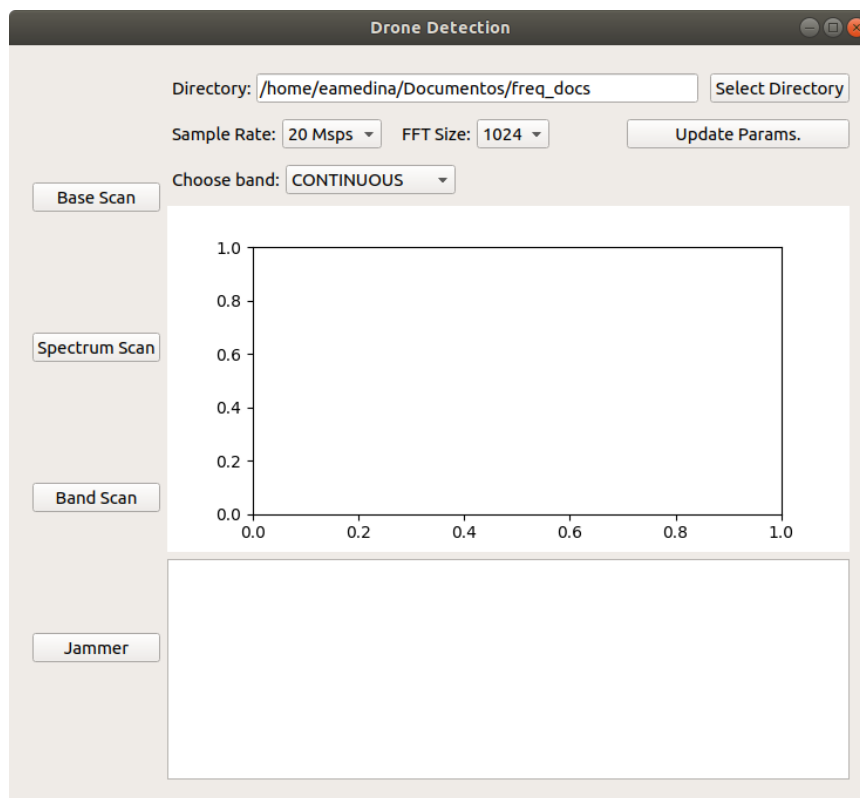 Drone Detection
Directory: /home/eamedina/Documentos/freq_docs Select Directory
Sample Rate: 20 Msps FFT Size: 1024 Update Params.
Choose band: CONTINUOUS
Base Scan
Spectrum Scan
Band Scan
Jammer
1.0
0.8
0.6
0.4
0.2
0.0
0.0 0.2 0.4 0.6 0.8 1.0